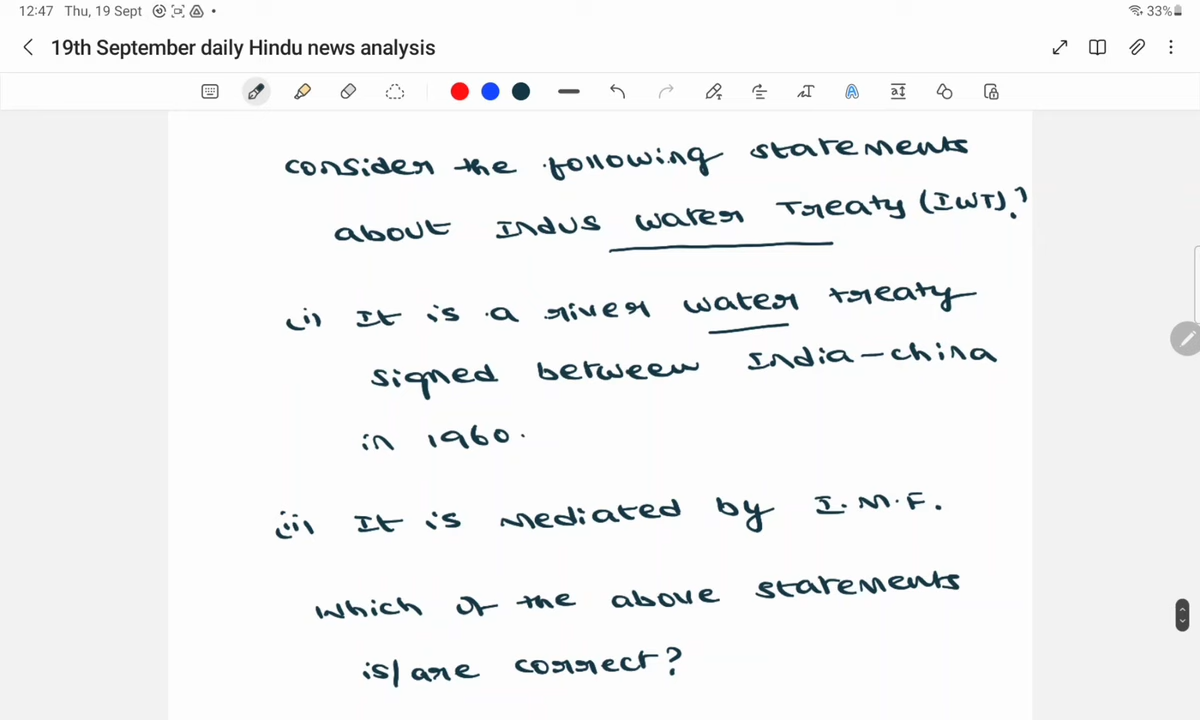 12:47 Thu, 19 Sept
33%
19th September daily Hindu news analysis
consider the following statements
about Indus water Treaty (IWT).?
(i) It is a river water treaty
signed between India-china
in 1960.
(ii) It is mediated by I.M.F.
Which of the above statements
is/are correct?